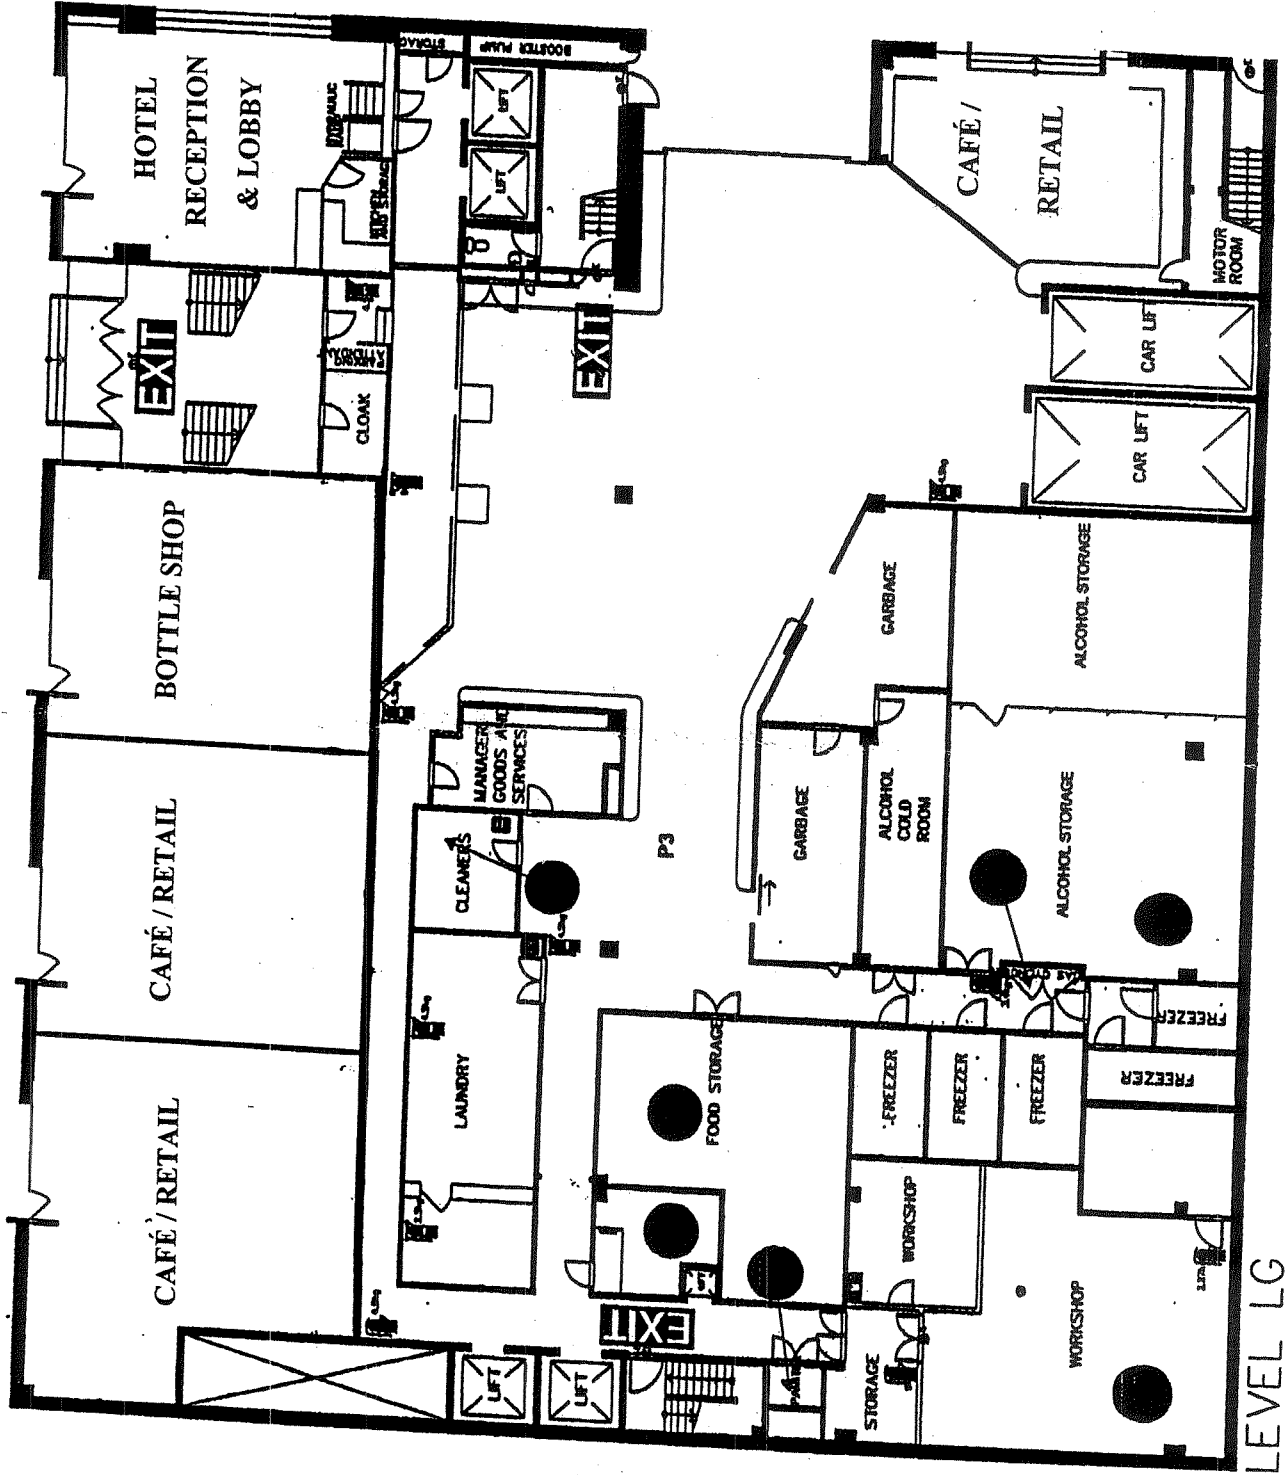 HOTEL
RECEPTION
& LOBBY
BOOSTER PUMP
LIFT
LIFT
CAFÉ /
RETAIL
MOTOR
ROOM
EXIT
EXIT
CLOAK
CAR LIFT
CAR LIFT
BOTTLE SHOP
GARBAGE
ALCOHOL STORAGE
MANAGER
GOODS AND
SERVICES
CLEANERS
P3
GARBAGE
ALCOHOL
COLD
ROOM
ALCOHOL STORAGE
CAFÉ / RETAIL
LAUNDRY
FOOD STORAGE
FREEZER
FREEZER
FREEZER
FREEZER
FREEZER
CAFÉ / RETAIL
WORKSHOP
WORKSHOP
EXIT
LIFT
LIFT
STORAGE
LEVEL LG